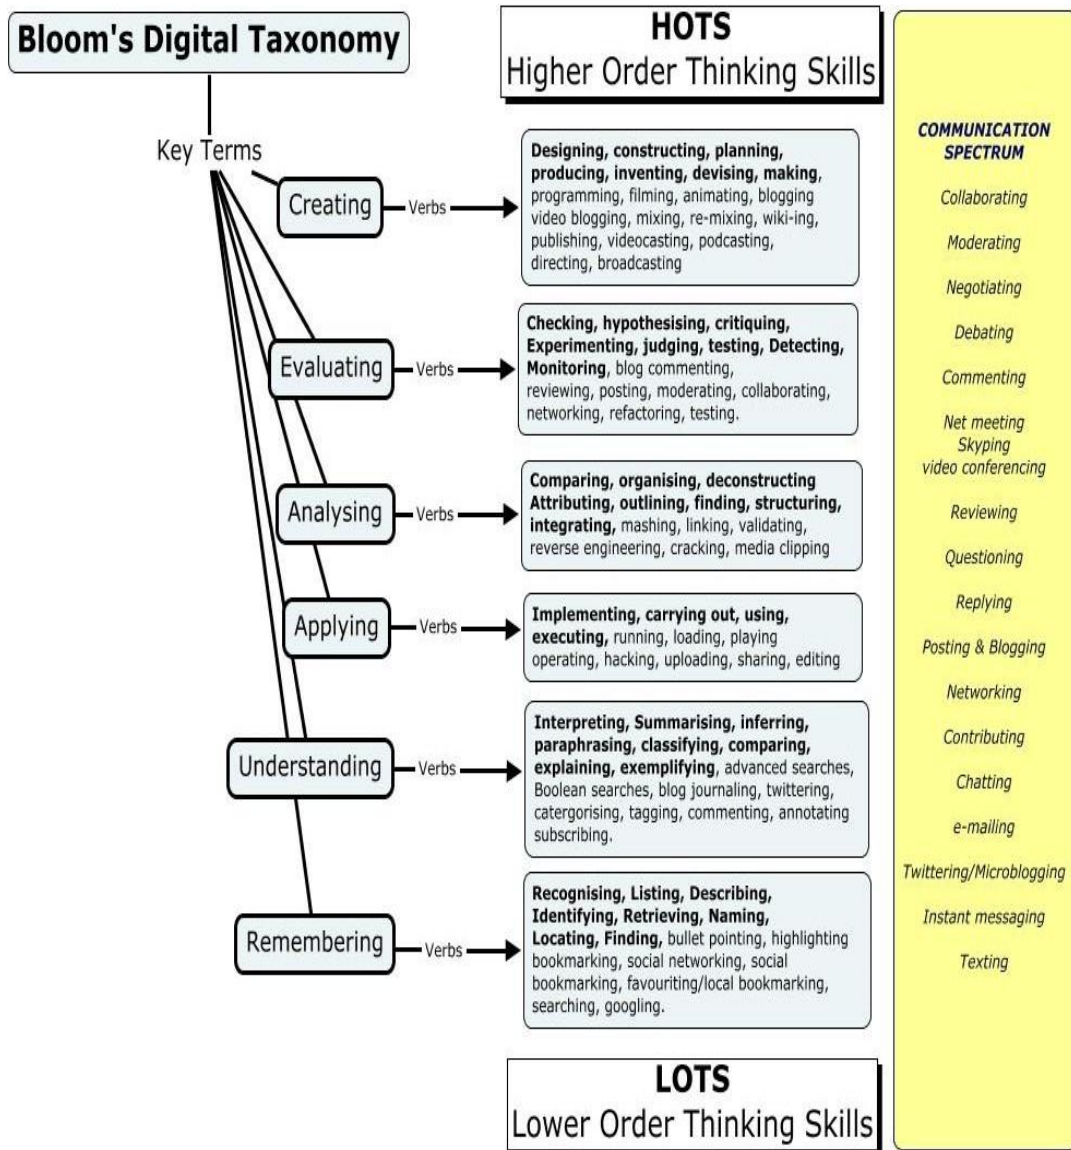 Bloom's Digital Taxonomy
Key Terms
HOTS
Higher Order Thinking Skills
Creating
Verbs
Designing, constructing, planning,
producing, inventing, devising, making,
programming, filming, animating, blogging
video blogging, mixing, re-mixing, wiki-ing,
publishing, videocasting, podcasting,
directing, broadcasting
Evaluating
Verbs
Checking, hypothesising, critiquing,
Experimenting, judging, testing, Detecting,
Monitoring, blog commenting,
reviewing, posting, moderating, collaborating,
networking, refactoring, testing.
Analysing
Verbs
Comparing, organising, deconstructing
Attributing, outlining, finding, structuring,
integrating, mashing, linking, validating,
reverse engineering, cracking, media clipping
Applying
Verbs
Implementing, carrying out, using,
executing, running, loading, playing
operating, hacking, uploading, sharing, editing
Understanding
Verbs
Interpreting, Summarising, inferring,
paraphrasing, classifying, comparing,
explaining, exemplifying, advanced searches,
Boolean searches, blog journaling, twittering,
catergorising, tagging, commenting, annotating
subscribing.
Remembering
Verbs
Recognising, Listing, Describing,
Identifying, Retrieving, Naming,
Locating, Finding, bullet pointing, highlighting
bookmarking, social networking, social
bookmarking, favouriting/local bookmarking,
searching, googling.
LOTS
Lower Order Thinking Skills
COMMUNICATION
SPECTRUM
Collaborating
Moderating
Negotiating
Debating
Commenting
Net meeting
Skyping
video conferencing
Reviewing
Questioning
Replying
Posting & Blogging
Networking
Contributing
Chatting
e-mailing
Twittering/Microblogging
Instant messaging
Texting